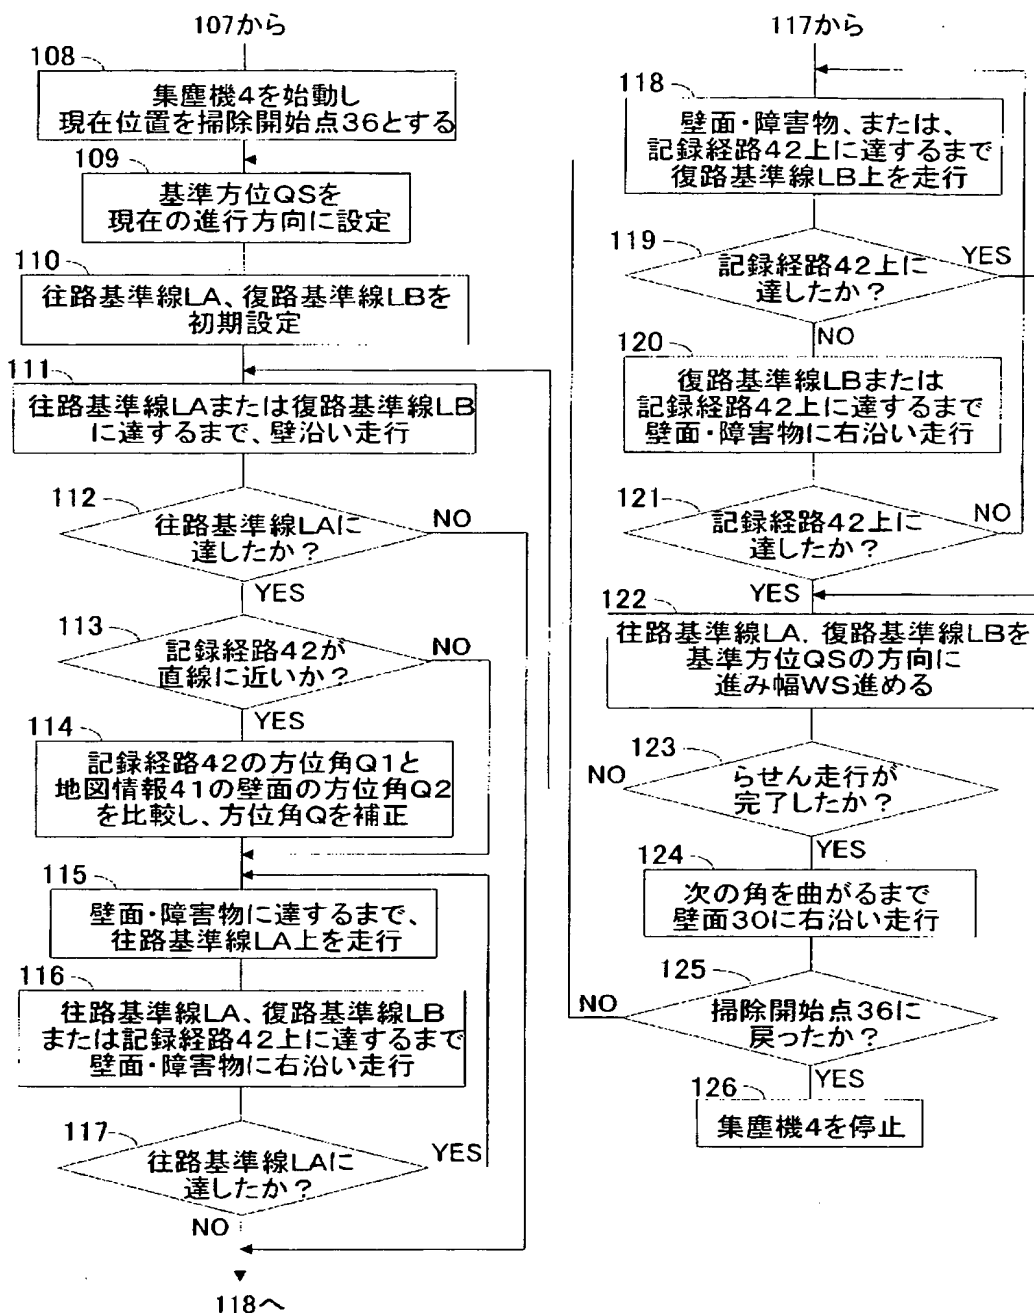 107から
108
集塵機4を始動し
現在位置を掃除開始点36とする
109
基準方位QSを
現在の進行方向に設定
110
往路基準線LA、復路基準線LBを
初期設定
111
往路基準線LAまたは復路基準線LB
に達するまで、壁沿い走行
112
往路基準線LAに
達したか？
NO
YES
113
記録経路42が
直線に近いか？
NO
YES
114
記録経路42の方位角Q1と
地図情報41の壁面の方位角Q2
を比較し、方位角Qを補正
115
壁面・障害物に達するまで、
往路基準線LA上を走行
116
往路基準線LA、復路基準線LB
または記録経路42上に達するまで
壁面・障害物に右沿い走行
117
往路基準線LAに
達したか？
YES
NO
118へ
117から
118
壁面・障害物、または、
記録経路42上に達するまで
復路基準線LB上を走行
119
記録経路42上に
達したか？
YES
NO
120
復路基準線LBまたは
記録経路42上に達するまで
壁面・障害物に右沿い走行
121
記録経路42上に
達したか？
NO
YES
122
往路基準線LA、復路基準線LBを
基準方位QSの方向に
進み幅WS進める
123
らせん走行が
完了したか？
NO
YES
124
次の角を曲がるまで
壁面30に右沿い走行
125
掃除開始点36に
戻ったか？
NO
YES
126
集塵機4を停止